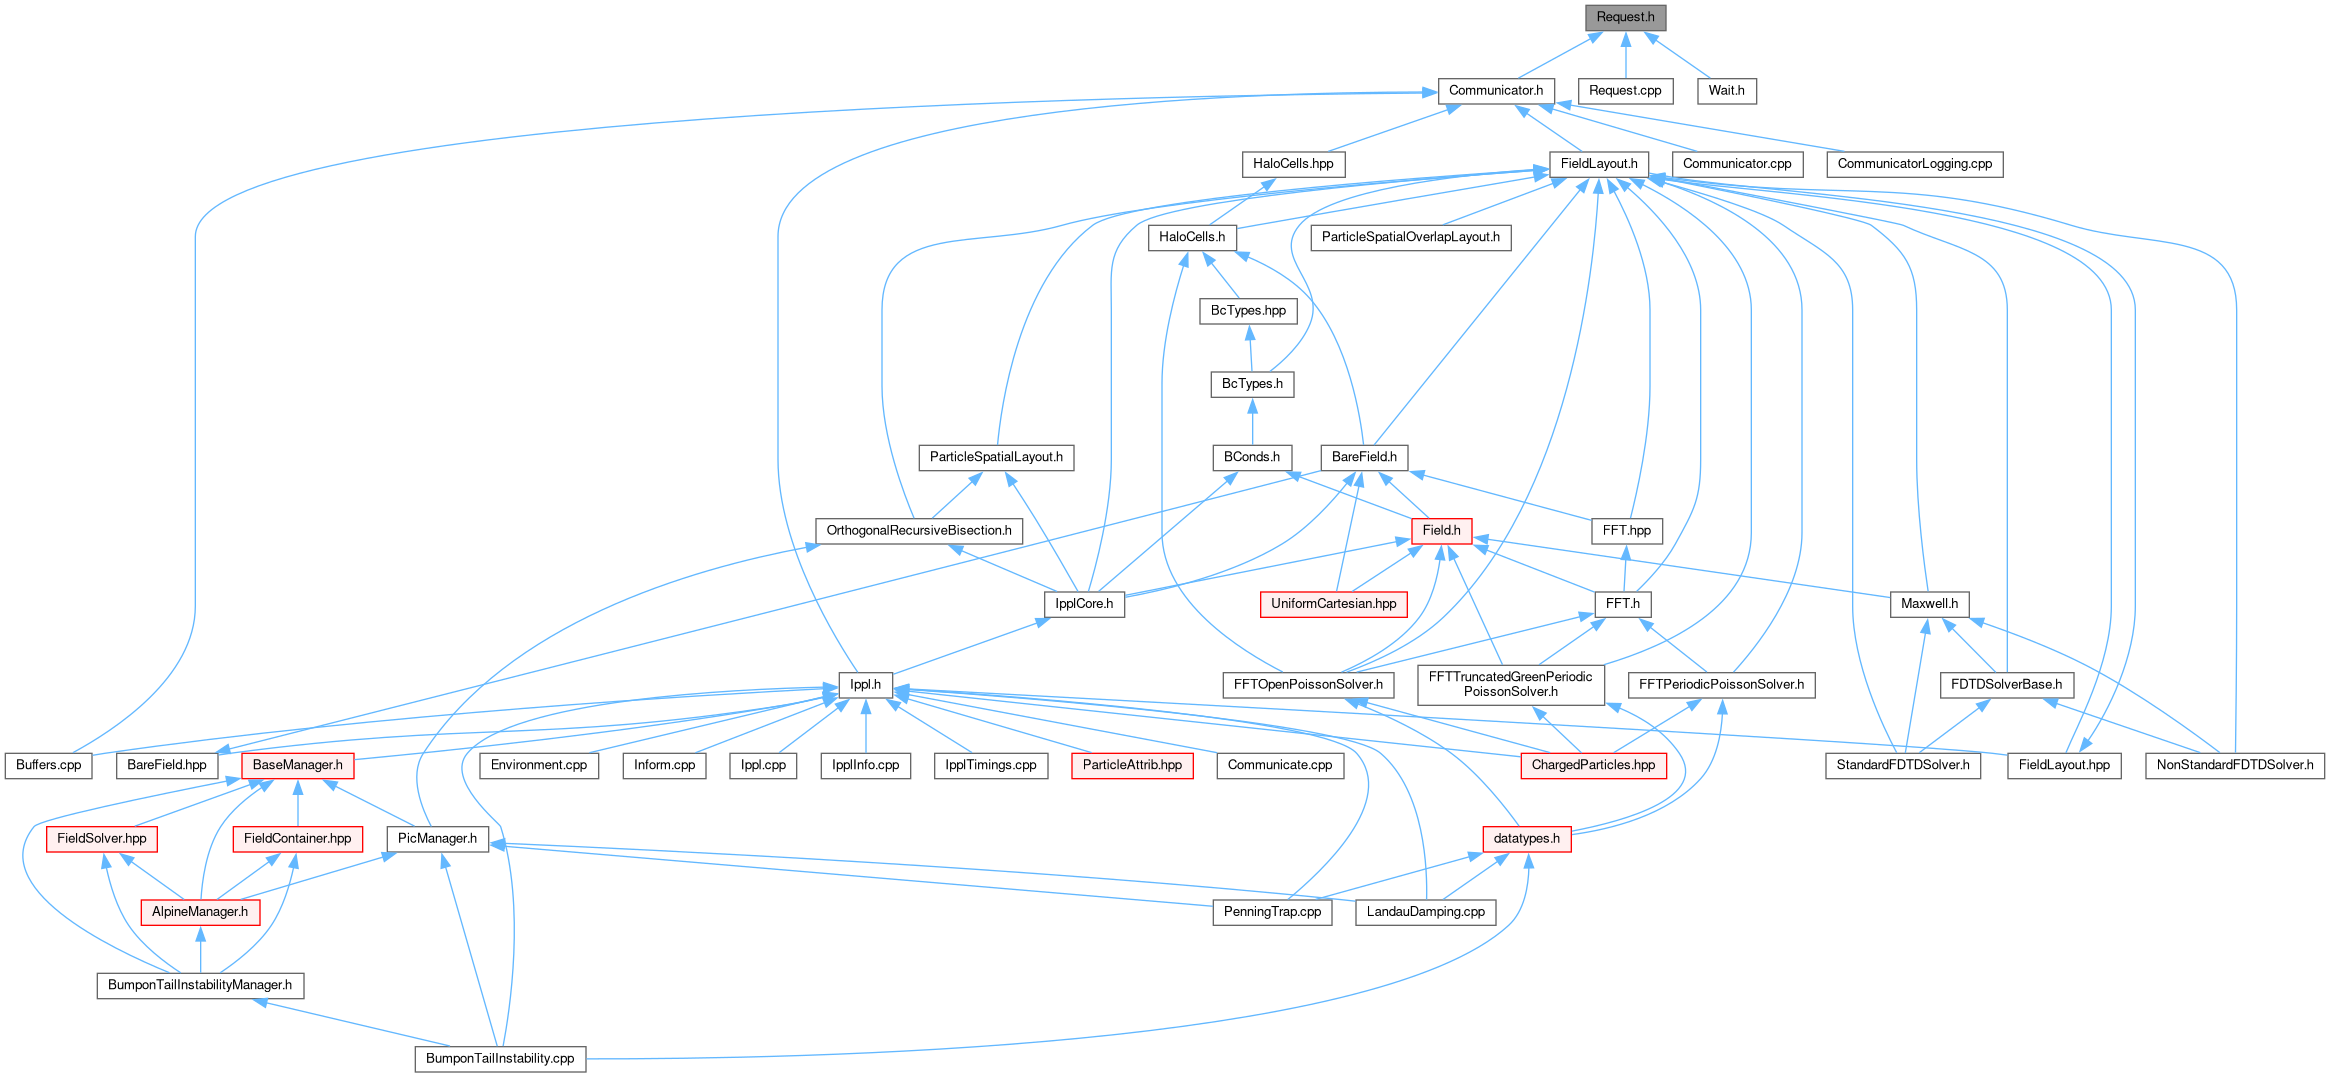 Request.h
Communicator.h
Request.cpp
Wait.h
HaloCells.hpp
FieldLayout.h
Communicator.cpp
CommunicatorLogging.cpp
HaloCells.h
ParticleSpatialOverlapLayout.h
BcTypes.hpp
BcTypes.h
ParticleSpatialLayout.h
BConds.h
BareField.h
OrthogonalRecursiveBisection.h
Field.h
FFT.hpp
IpplCore.h
UniformCartesian.hpp
FFT.h
Maxwell.h
Ippl.h
FFTOpenPoissonSolver.h
FFTTruncatedGreenPeriodic
PoissonSolver.h
FFTPeriodicPoissonSolver.h
FDTDSolverBase.h
Buffers.cpp
BareField.hpp
BaseManager.h
Environment.cpp
Inform.cpp
Ippl.cpp
IpplInfo.cpp
IpplTimings.cpp
ParticleAttrib.hpp
Communicate.cpp
ChargedParticles.hpp
StandardFDTDSolver.h
FieldLayout.hpp
NonStandardFDTDSolver.h
FieldSolver.hpp
FieldContainer.hpp
PicManager.h
datatypes.h
AlpineManager.h
PenningTrap.cpp
LandauDamping.cpp
BumponTailInstabilityManager.h
BumponTailInstability.cpp